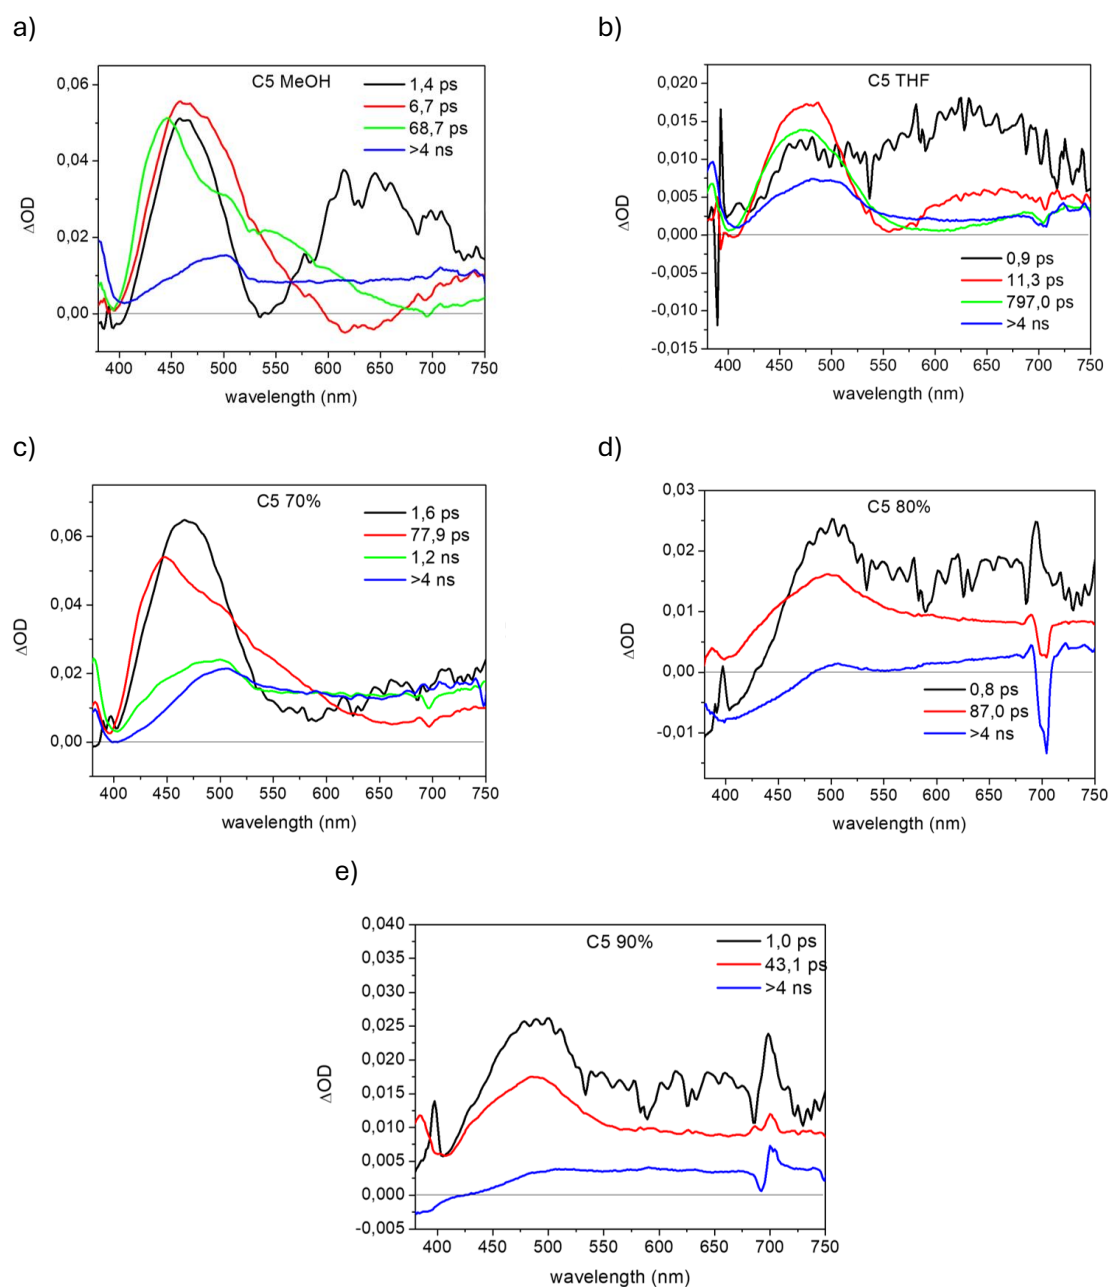 a)
C5 MeOH
1,4 ps
6,7 ps
68,7 ps
>4 ns
0,06
0,04
0,02
0,00
ΔOD
400 450 500 550 600 650 700 750
wavelength (nm)
b)
C5 THF
0,020
0,015
0,010
0,005
0,000
-0,005
-0,010
-0,015
ΔOD
0,9 ps
11,3 ps
797,0 ps
>4 ns
400 450 500 550 600 650 700 750
wavelength (nm)
c)
C5 70%
1,6 ps
77,9 ps
1,2 ns
>4 ns
0,06
0,04
0,02
0,00
ΔOD
400 450 500 550 600 650 700 750
wavelength (nm)
d)
C5 80%
0,03
0,02
0,01
0,00
-0,01
ΔOD
0,8 ps
87,0 ps
>4 ns
400 450 500 550 600 650 700 750
wavelength (nm)
e)
C5 90%
1,0 ps
43,1 ps
>4 ns
0,040
0,035
0,030
0,025
0,020
0,015
0,010
0,005
0,000
-0,005
ΔOD
400 450 500 550 600 650 700 750
wavelength (nm)